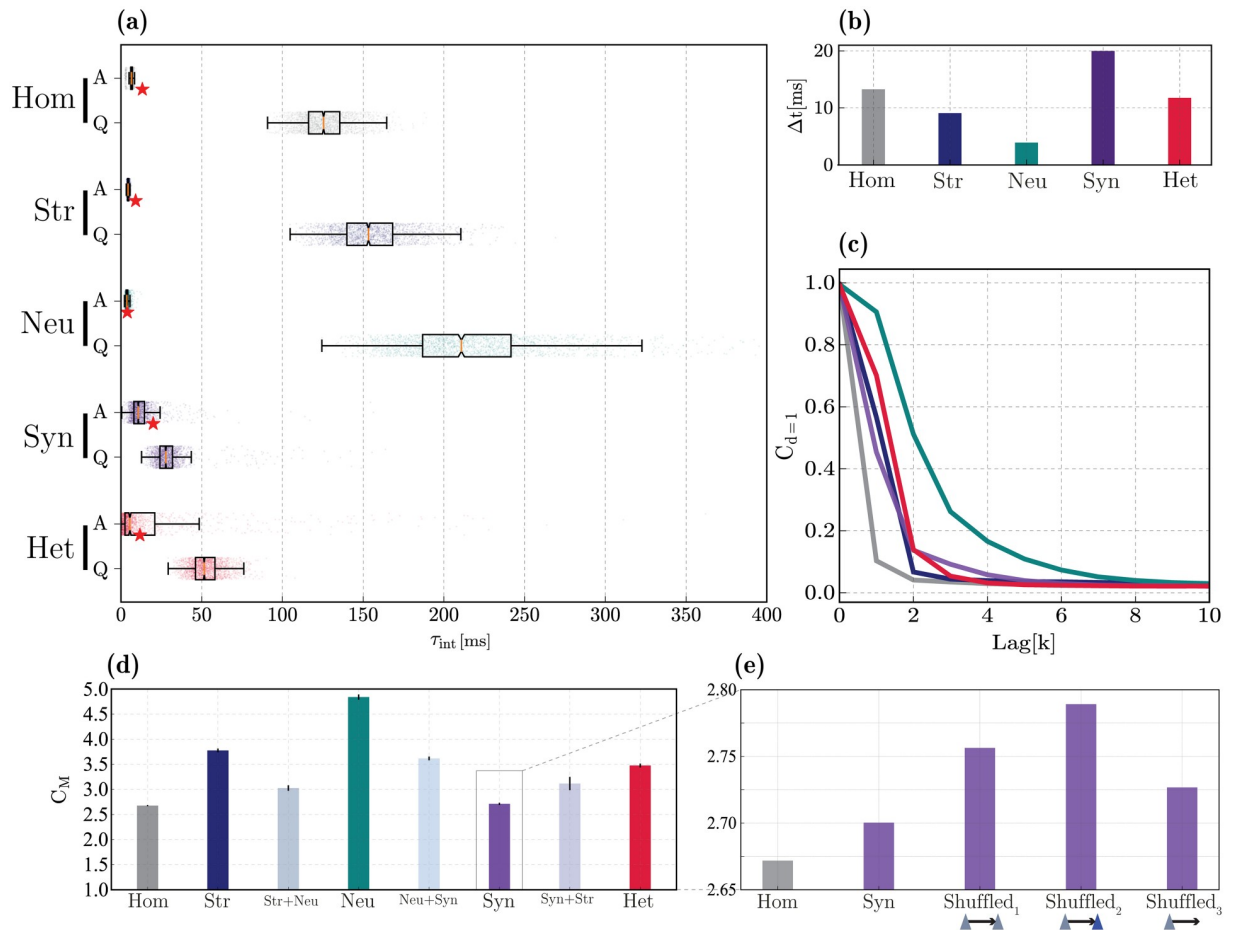 (a)
Hom
A
Q
Str
A
Q
Neu
A
Q
Syn
A
Q
Het
A
Q
0 50 100 150 200 250 300 350 400
τint [ms]
(b)
Δt[ms]
20
10
0
Hom Str Neu Syn Het
(c)
C d=1
1.0
0.8
0.6
0.4
0.2
0.0
0 2 4 6 8 10
Lag[k]
(d)
CM
5.0
4.5
4.0
3.5
3.0
2.5
2.0
1.5
1.0
Hom Str Str+Neu Neu Neu+Syn Syn Syn+Str Het
(e)
2.80
2.75
2.70
2.65
Hom Syn Shuffled1 Shuffled2 Shuffled3